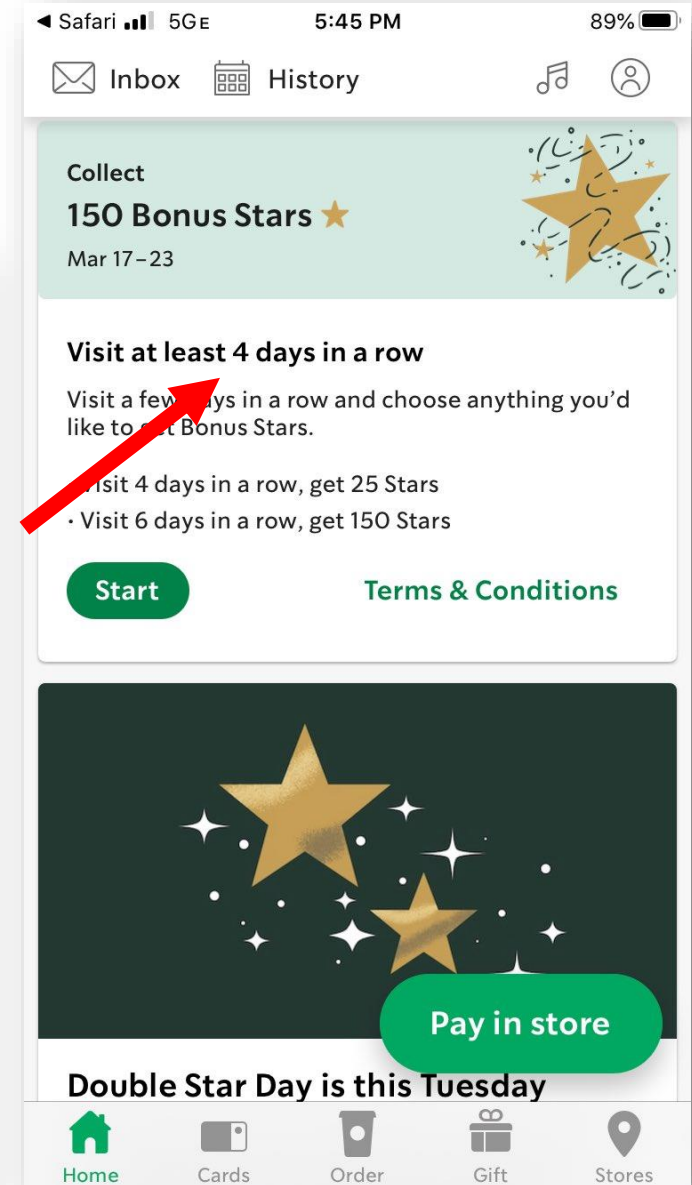 Safari 5GE 5:45 PM 89%
Inbox History
Collect
150 Bonus Stars
Mar 17–23
Visit at least 4 days in a row
Visit a few days in a row and choose anything you'd
like to get Bonus Stars.
· Visit 4 days in a row, get 25 Stars
· Visit 6 days in a row, get 150 Stars
Start Terms & Conditions
Pay in store
Double Star Day is this Tuesday
Home Cards Order Gift Stores